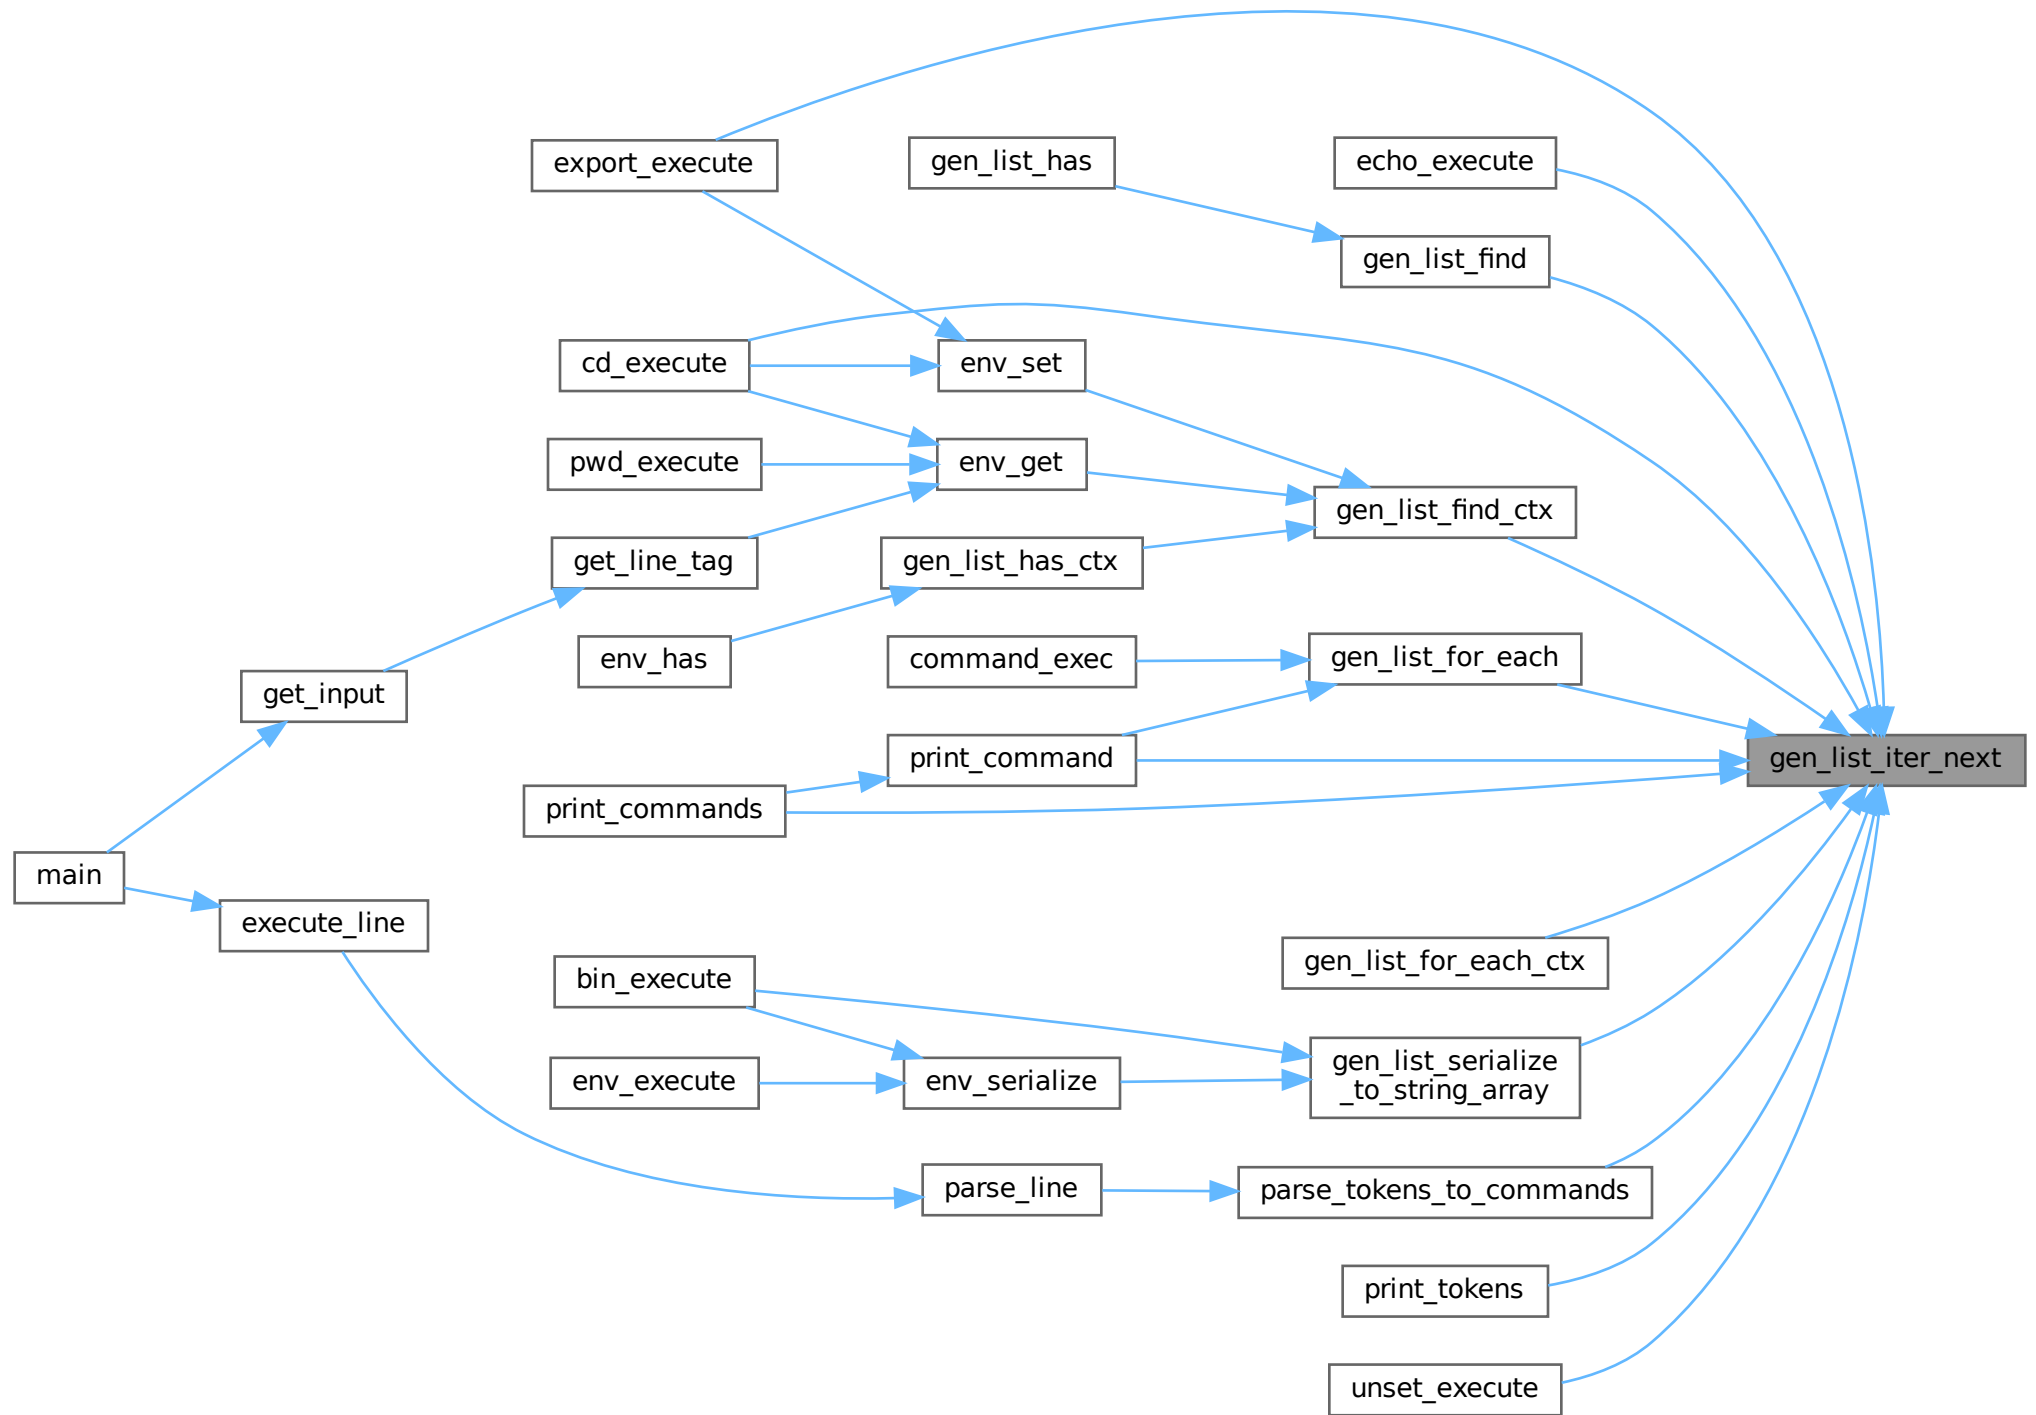 export_execute
gen_list_has
echo_execute
gen_list_find
cd_execute
env_set
pwd_execute
env_get
gen_list_find_ctx
get_line_tag
gen_list_has_ctx
env_has
command_exec
gen_list_for_each
get_input
print_command
gen_list_iter_next
print_commands
main
execute_line
gen_list_for_each_ctx
bin_execute
env_execute
env_serialize
gen_list_serialize
_to_string_array
parse_line
parse_tokens_to_commands
print_tokens
unset_execute